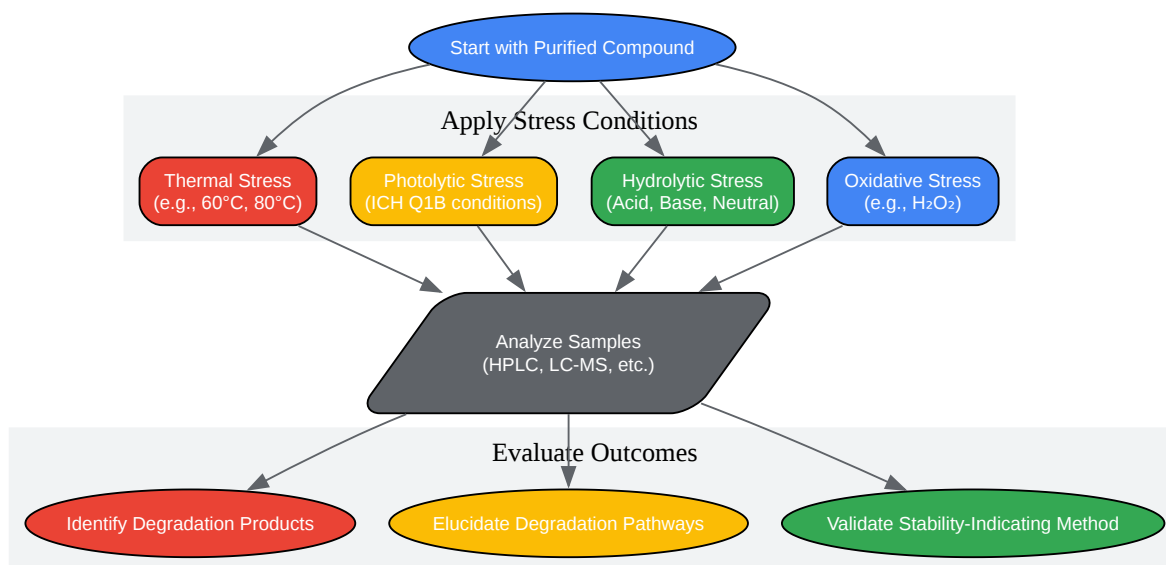 Start with Purified Compound
Apply Stress Conditions
Thermal Stress
(e.g., 60°C, 80°C)
Photolytic Stress
(ICH Q1B conditions)
Hydrolytic Stress
(Acid, Base, Neutral)
Oxidative Stress
(e.g., H₂O₂)
Analyze Samples
(HPLC, LC-MS, etc.)
Evaluate Outcomes
Identify Degradation Products
Elucidate Degradation Pathways
Validate Stability-Indicating Method